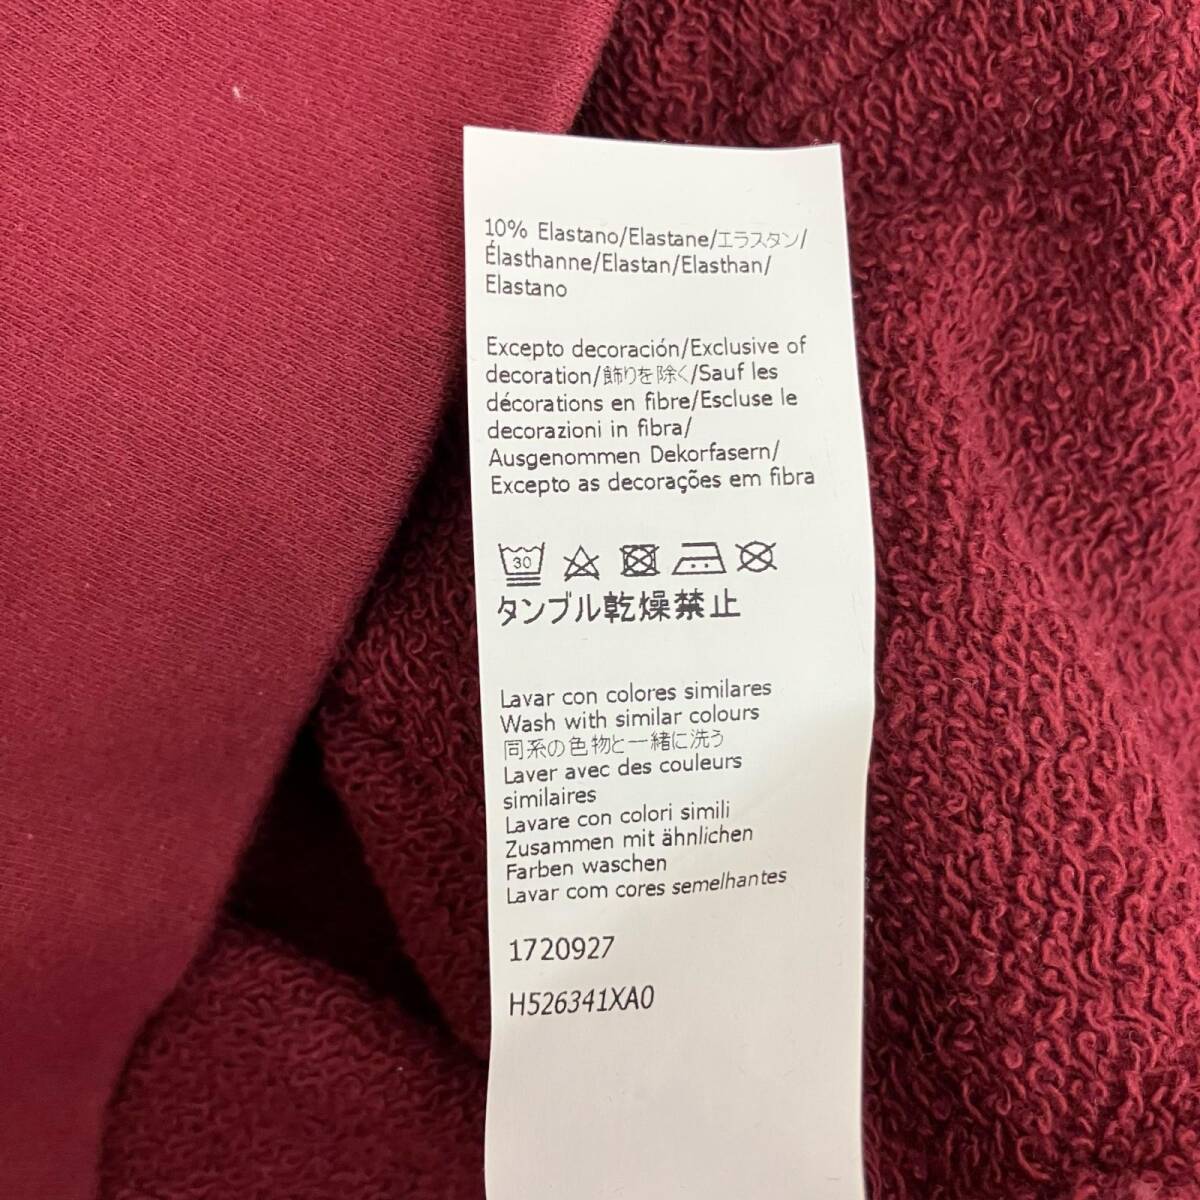 10% Elastano/Elastane/エラスタン/
Élasthanne/Elastan/Elasthan/
Elastano
Excepto decoración/Exclusive of
decoration/飾りを除く/Sauf les
décorations en fibre/Escluse le
decorazioni in fibra/
Ausgenommen Dekorfasern/
Excepto as decorações em fibra
30
タンブル乾燥禁止
Lavar con colores similares
Wash with similar colours
同系の色物と一緒に洗う
Laver avec des couleurs
similaires
Lavare con colori simili
Zusammen mit ähnlichen
Farben waschen
Lavar com cores semelhantes
1720927
H526341XA0